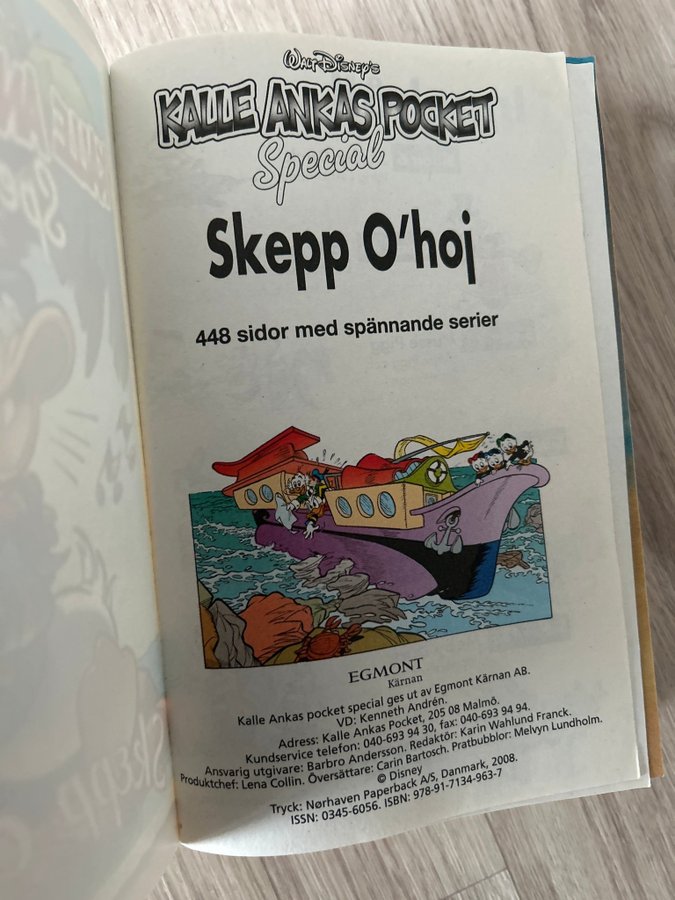 Walt Disney's
KALLE ANKAS POCKET
Special
Skepp O'hoj
448 sidor med spännande serier
EGMONT
Kärnan
Kalle Ankas pocket special ges ut av Egmont Kärnan AB.
VD: Kenneth Andrén.
Adress: Kalle Ankas Pocket, 205 08 Malmö.
Kundservice telefon: 040-693 94 30, fax: 040-693 94 94.
Ansvarig utgivare: Barbro Andersson. Redaktör: Karin Wahlund Franck.
Produktchef: Lena Collin. Översättare: Carin Bartosch. Pratbubblor: Melvyn Lundholm.
© Disney
Tryck: Nørhaven Paperback A/S, Danmark, 2008.
ISSN: 0345-6056. ISBN: 978-91-7134-963-7